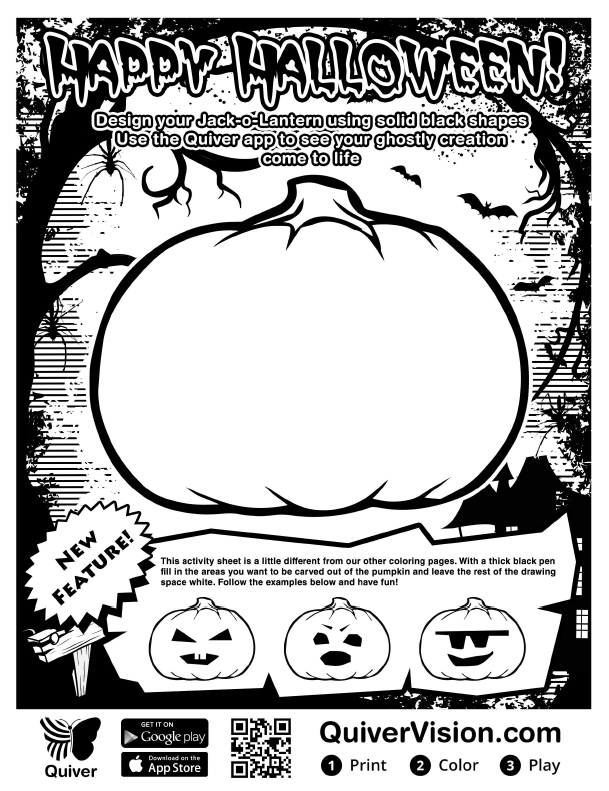 HAPPY HALLOWEEN!
Design your Jack-o-Lantern using solid black shapes
Use the Quiver app to see your ghostly creation
come to life
NEW
FEATURE!
This activity sheet is a little different from our other coloring pages. With a thick black pen
fill in the areas you want to be carved out of the pumpkin and leave the rest of the drawing
space white. Follow the examples below and have fun!
Quiver
GET IT ON
Google play
Download on the
App Store
QuiverVision.com
1 Print 2 Color 3 Play